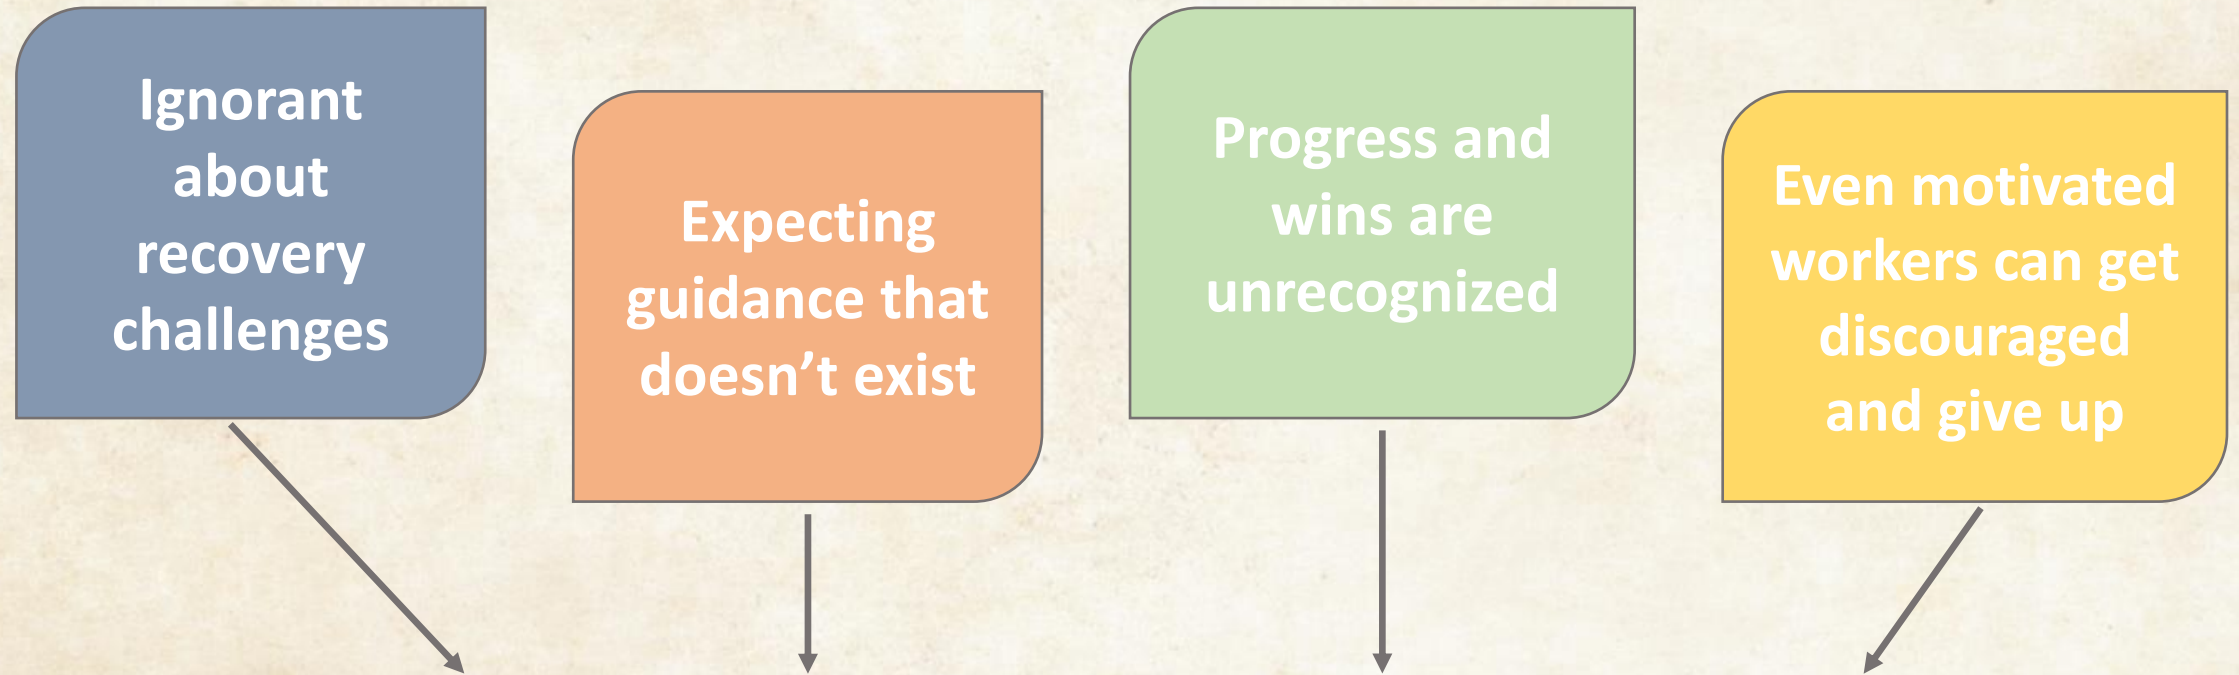 Ignorant
about
recovery
challenges
Expecting
guidance that
doesn’t exist
Progress and
wins are
unrecognized
Even motivated
workers can get
discouraged
and give up